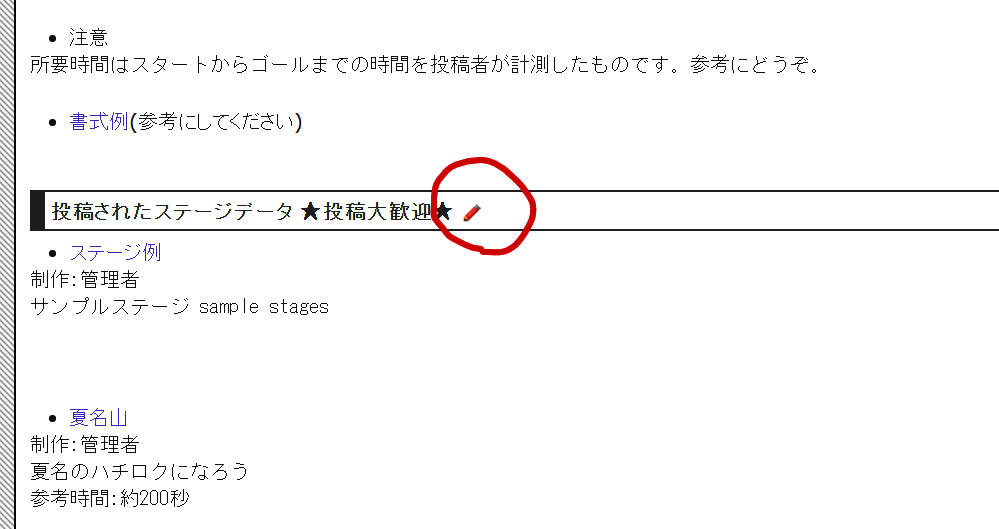 • 注意
所要時間はスタートからゴールまでの時間を投稿者が計測したものです。参考にどうぞ。
• 書式例(参考にしてください)
投稿されたステージデータ ★投稿大歓迎★
• ステージ例
制作：管理者
サンプルステージ sample stages
• 夏名山
制作：管理者
夏名のハチロクになろう
参考時間：約200秒